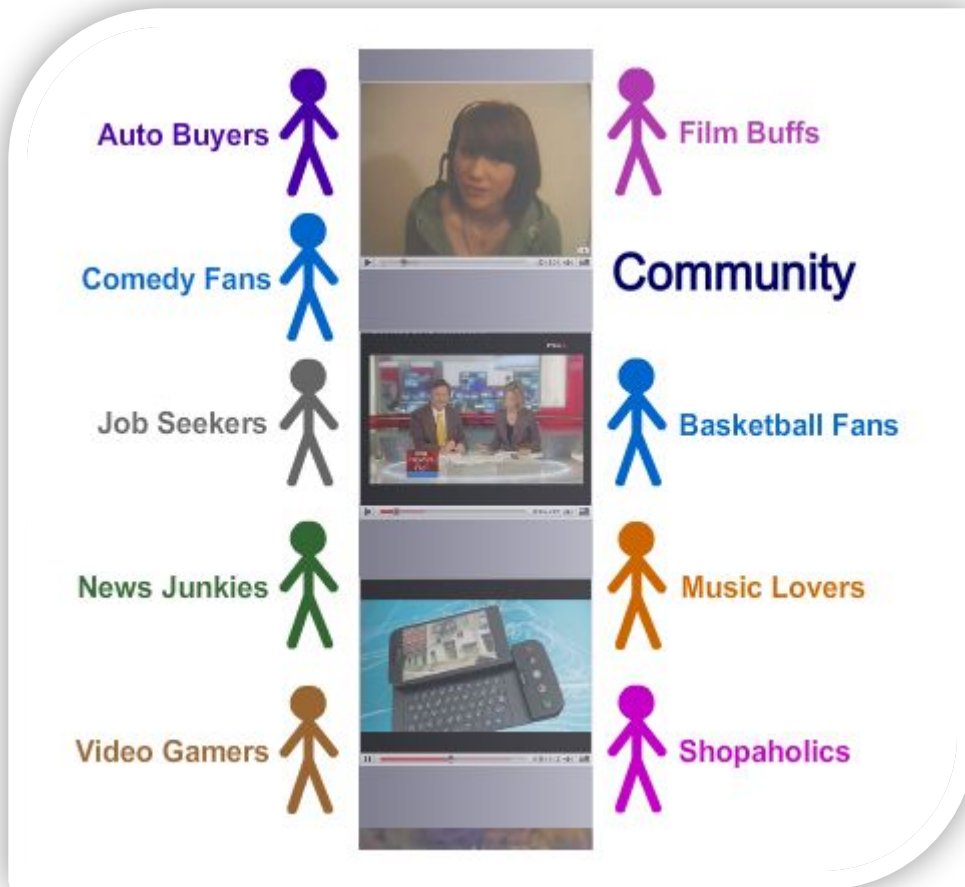 Auto Buyers
Film Buffs
Comedy Fans
Community
Job Seekers
Basketball Fans
News Junkies
Music Lovers
Video Gamers
Shopaholics